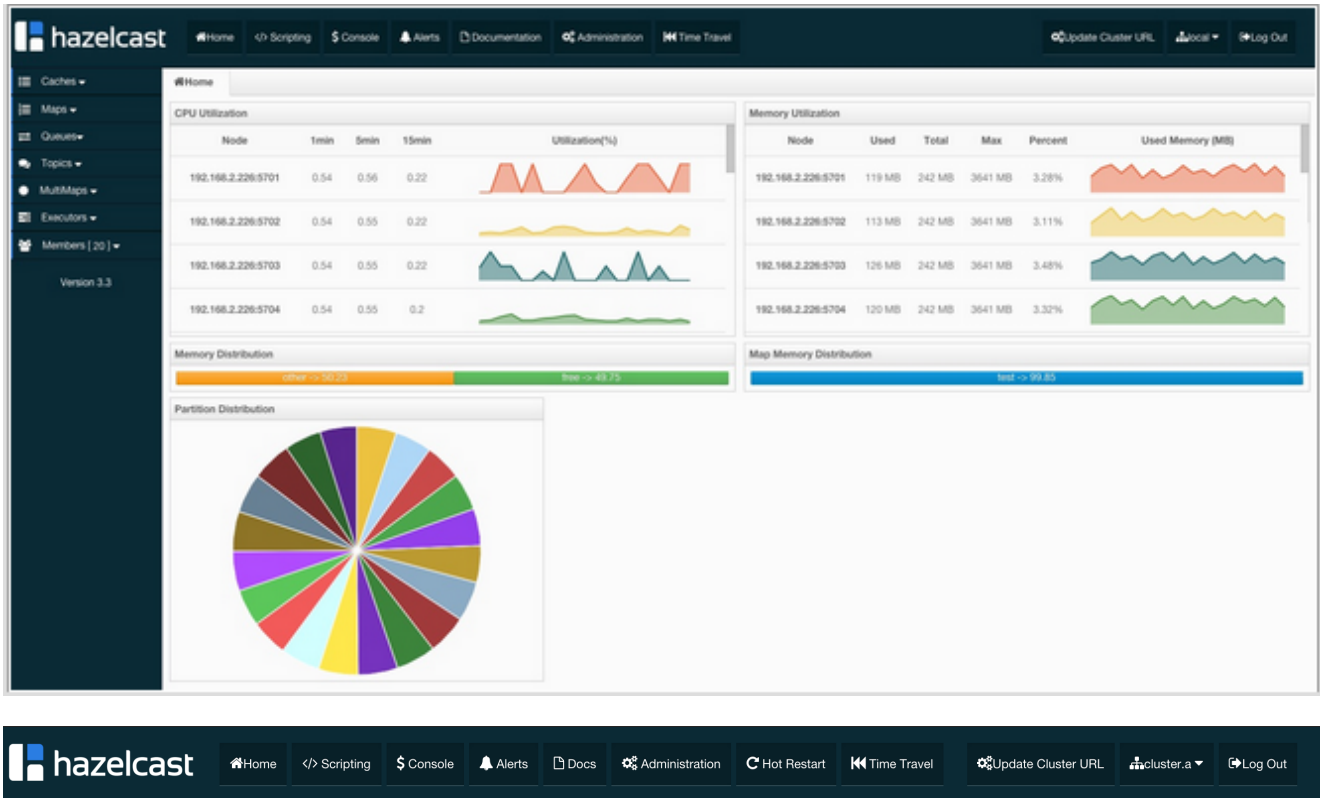 hazelcast Home </> Scripting $ Console Alerts Documentation Administration Time Travel Update Cluster URL local Log Out
Caches
Maps
Queues
Topics
MultiMaps
Executors
Members [ 20 ]
Version 3.3
Home
CPU Utilization
Node 1min 5min 15min Utilization(%)
192.168.2.226:5701 0.54 0.56 0.22
192.168.2.226:5702 0.54 0.55 0.22
192.168.2.226:5703 0.54 0.55 0.22
192.168.2.226:5704 0.54 0.55 0.2
Memory Utilization
Node Used Total Max Percent Used Memory (MB)
192.168.2.226:5701 119 MB 242 MB 3641 MB 3.28%
192.168.2.226:5702 113 MB 242 MB 3641 MB 3.11%
192.168.2.226:5703 126 MB 242 MB 3641 MB 3.48%
192.168.2.226:5704 120 MB 242 MB 3641 MB 3.32%
Memory Distribution
other -> 50.23 free -> 49.75
Map Memory Distribution
test -> 99.85
Partition Distribution
hazelcast Home </> Scripting $ Console Alerts Docs Administration Hot Restart Time Travel Update Cluster URL cluster.a Log Out